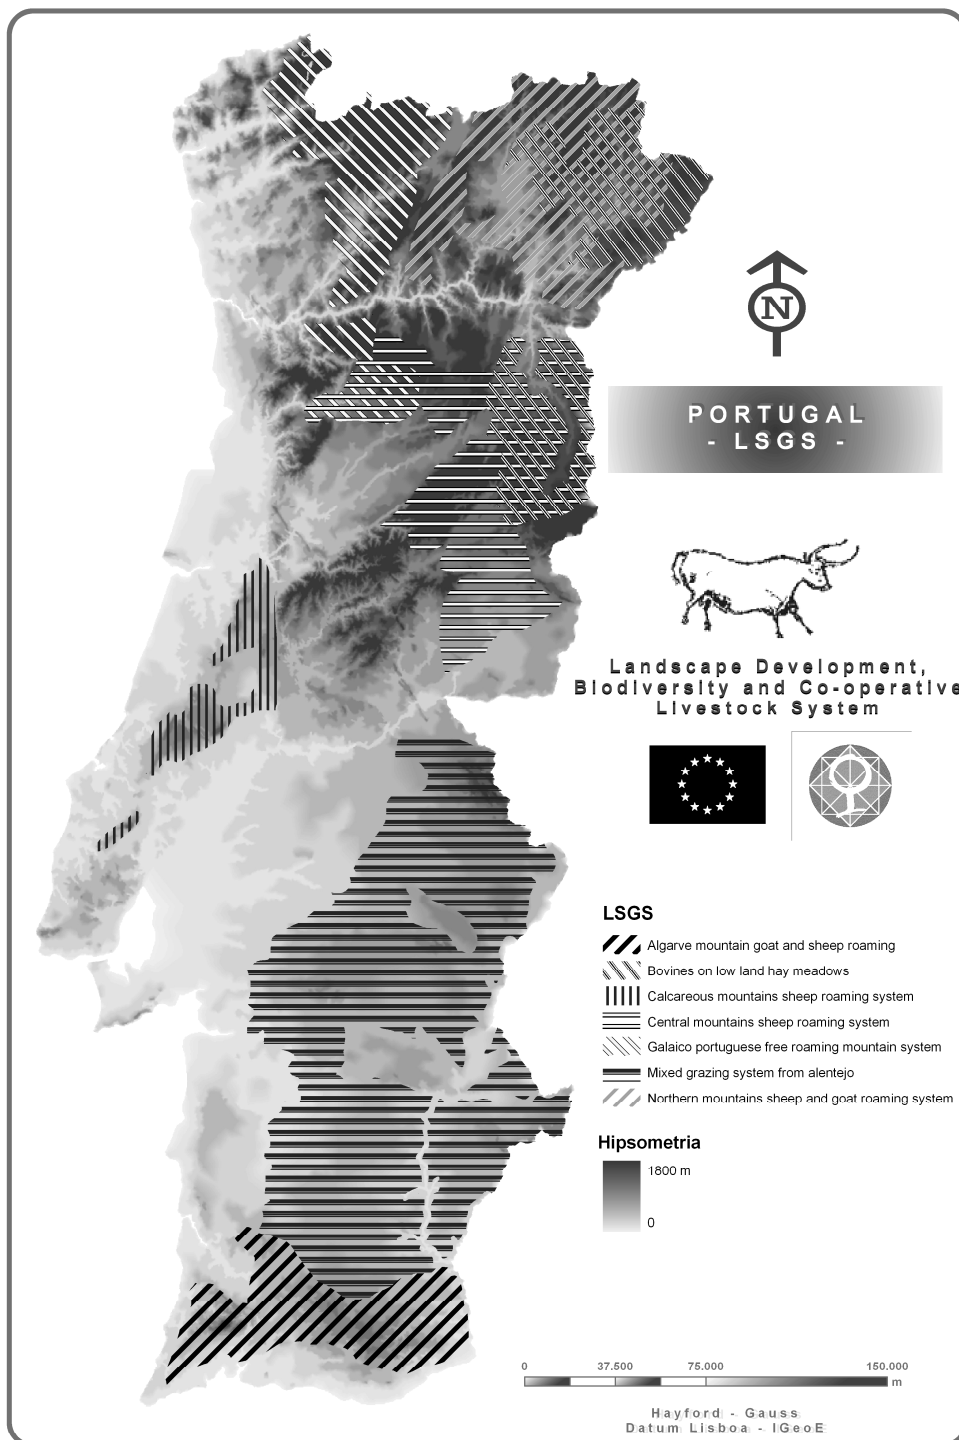 N
PORTUGAL
- LSGS -
Landscape Development,
Biodiversity and Co-operative
Livestock System
LSGS
Algarve mountain goat and sheep roaming
Bovines on low land hay meadows
Calcareous mountains sheep roaming system
Central mountains sheep roaming system
Galaico portuguese free roaming mountain system
Mixed grazing system from alentejo
Northern mountains sheep and goat roaming system
Hipsometria
1800 m
0
0 37.500 75.000 150.000
m
Hayford - Gauss
Datum Lisboa - IGeoE